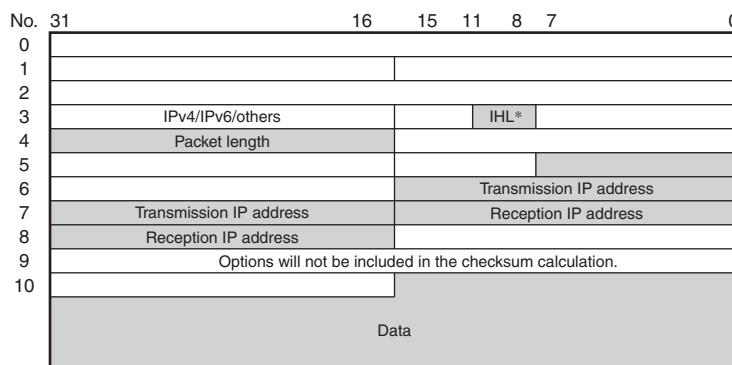 No. 31 16 15 11 8 7 0
0
1
2
3 IPv4/IPv6/others IHL*
4 Packet length
5
6 Transmission IP address
7 Transmission IP address Reception IP address
8 Reception IP address
9 Options will not be included in the checksum calculation.
10
Data